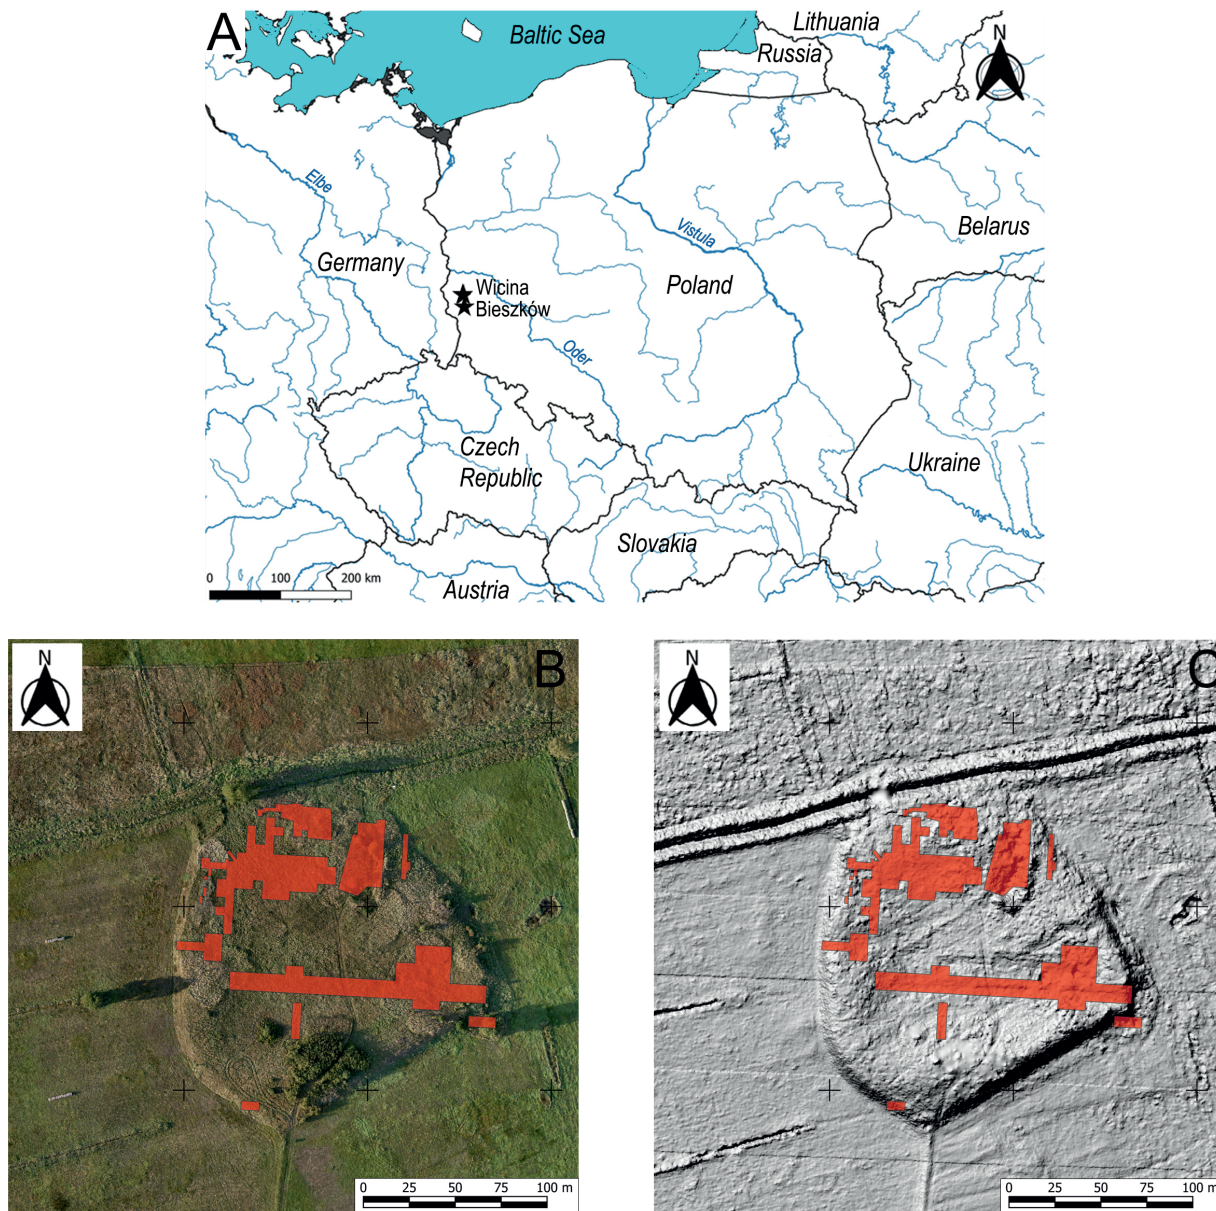 A
Baltic Sea
Lithuania
Russia
N
Elbe
Vistula
Belarus
Germany
Poland
Wicina
Bieszków
Oder
Czech
Republic
Ukraine
Slovakia
Austria
0 100 200 km
N
B
0 25 50 75 100 m
N
C
0 25 50 75 100 m